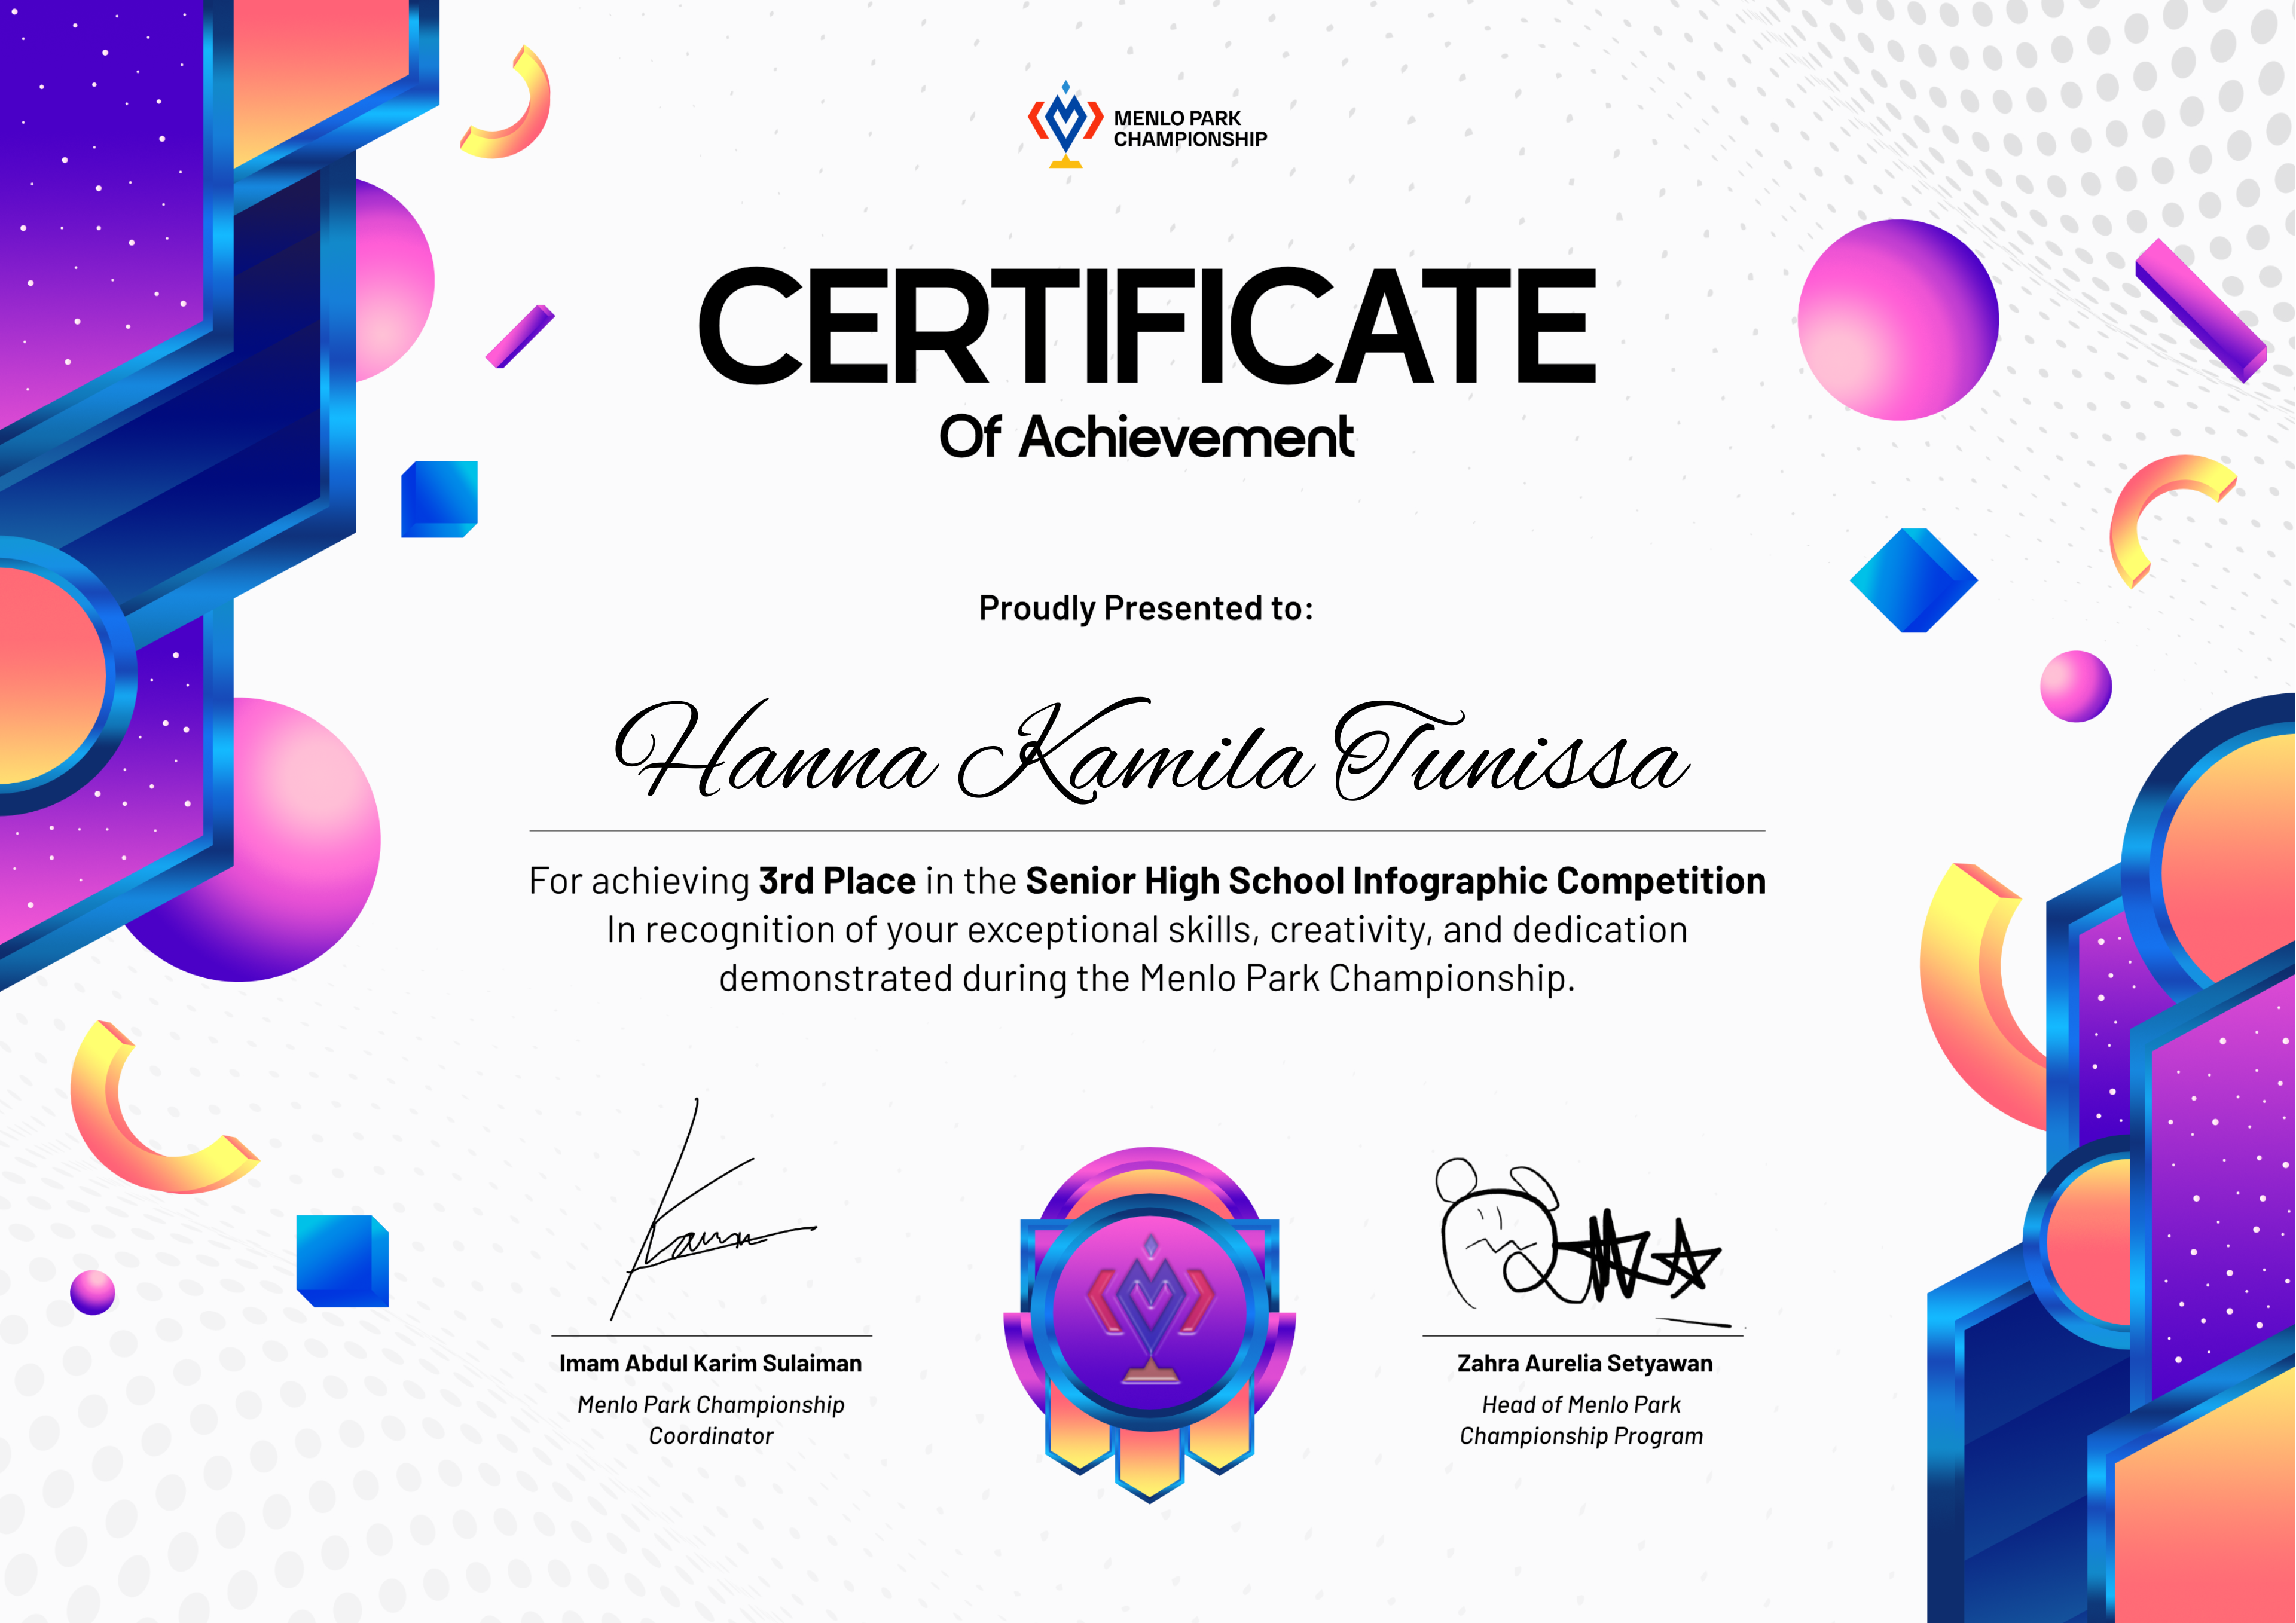 MENLO PARK
CHAMPIONSHIP
CERTIFICATE
Of Achievement
Proudly Presented to:
Hanna Kamila Tunissa
For achieving 3rd Place in the Senior High School Infographic Competition
In recognition of your exceptional skills, creativity, and dedication
demonstrated during the Menlo Park Championship.
Imam Abdul Karim Sulaiman
Menlo Park Championship
Coordinator
Zahra Aurelia Setyawan
Head of Menlo Park
Championship Program